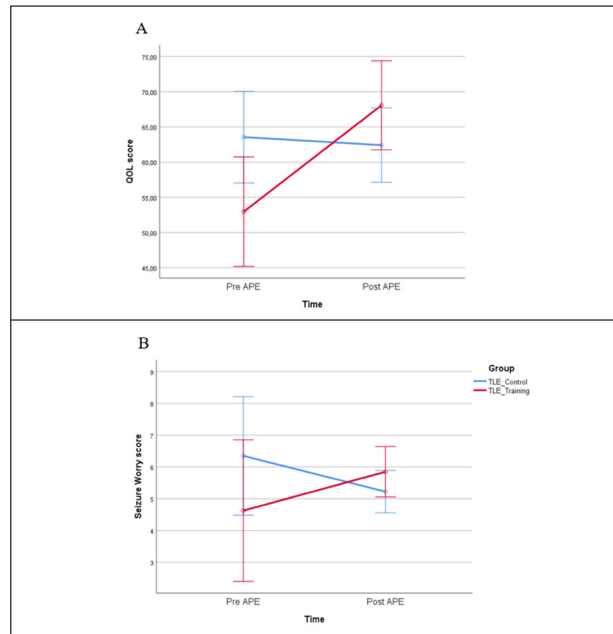 A
75,00
70,00
65,00
60,00
55,00
50,00
45,00
QOL score
Pre APE
Post APE
Time
B
9
8
7
6
5
4
3
Seizure Worry score
Pre APE
Post APE
Time
Group
TLE_Control
TLE_Training